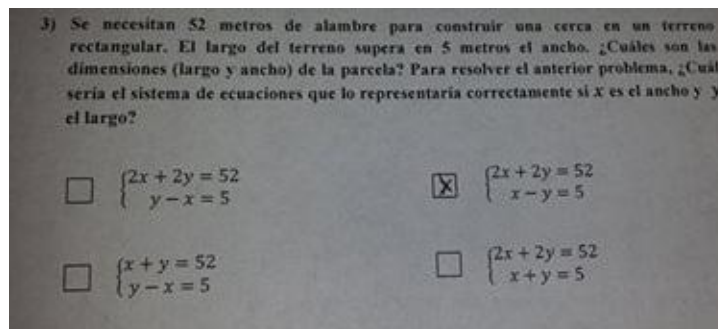 3) Se necesitan 52 metros de alambre para construir una cerca en un terreno
rectangular. El largo del terreno supera en 5 metros el ancho. ¿Cuáles son las
dimensiones (largo y ancho) de la parcela? Para resolver el anterior problema, ¿Cuál
seria el sistema de ecuaciones que lo representaria correctamente si x es el ancho y y
el largo?
2x + 2y = 52
y − x = 5
X
2x + 2y = 52
x − y = 5
x + y = 52
y − x = 5
2x + 2y = 52
x + y = 5